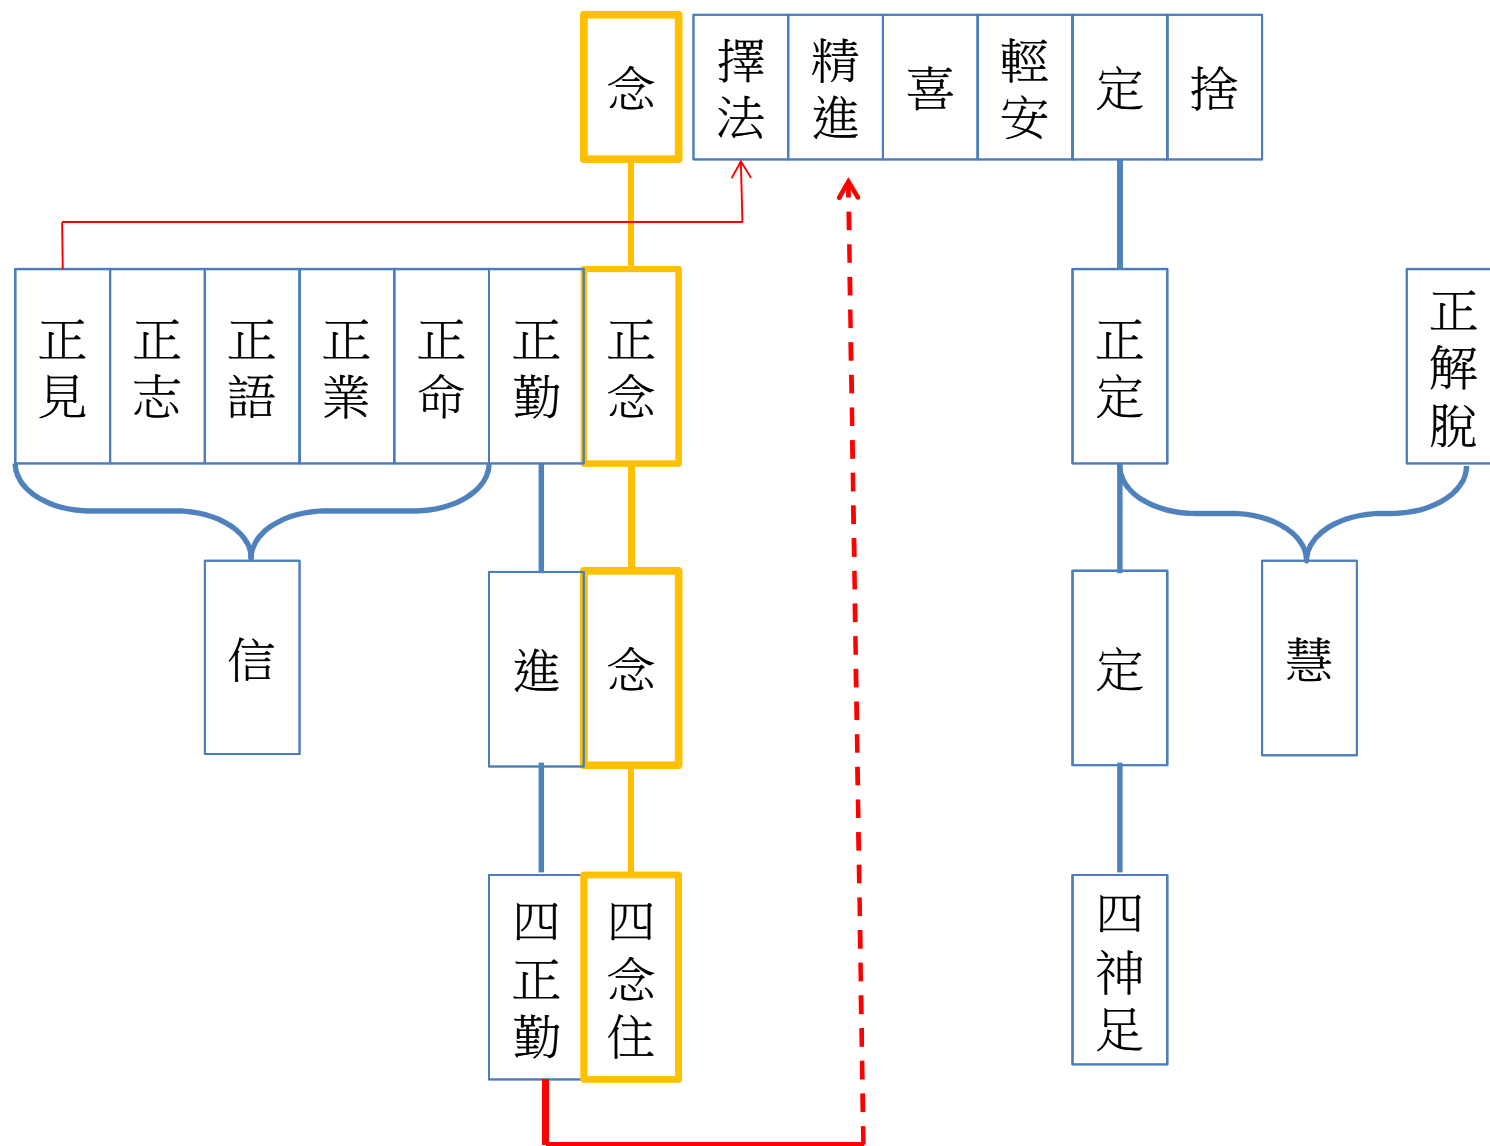 念
擇法
精進
喜
輕安
定
捨
正見
正志
正語
正業
正命
正勤
正念
正定
正解脫
信
進
念
定
慧
四正勤
四念住
四神足